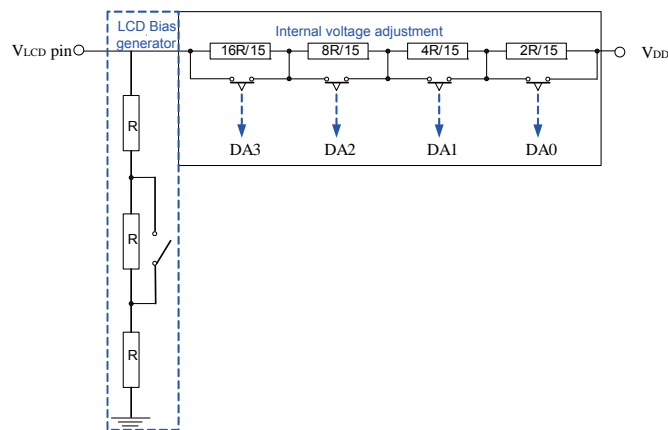 LCD Bias
generator
Internal voltage adjustment
VLCD pin
16R/15
8R/15
4R/15
2R/15
VDD
DA3
DA2
DA1
DA0
R
R
R